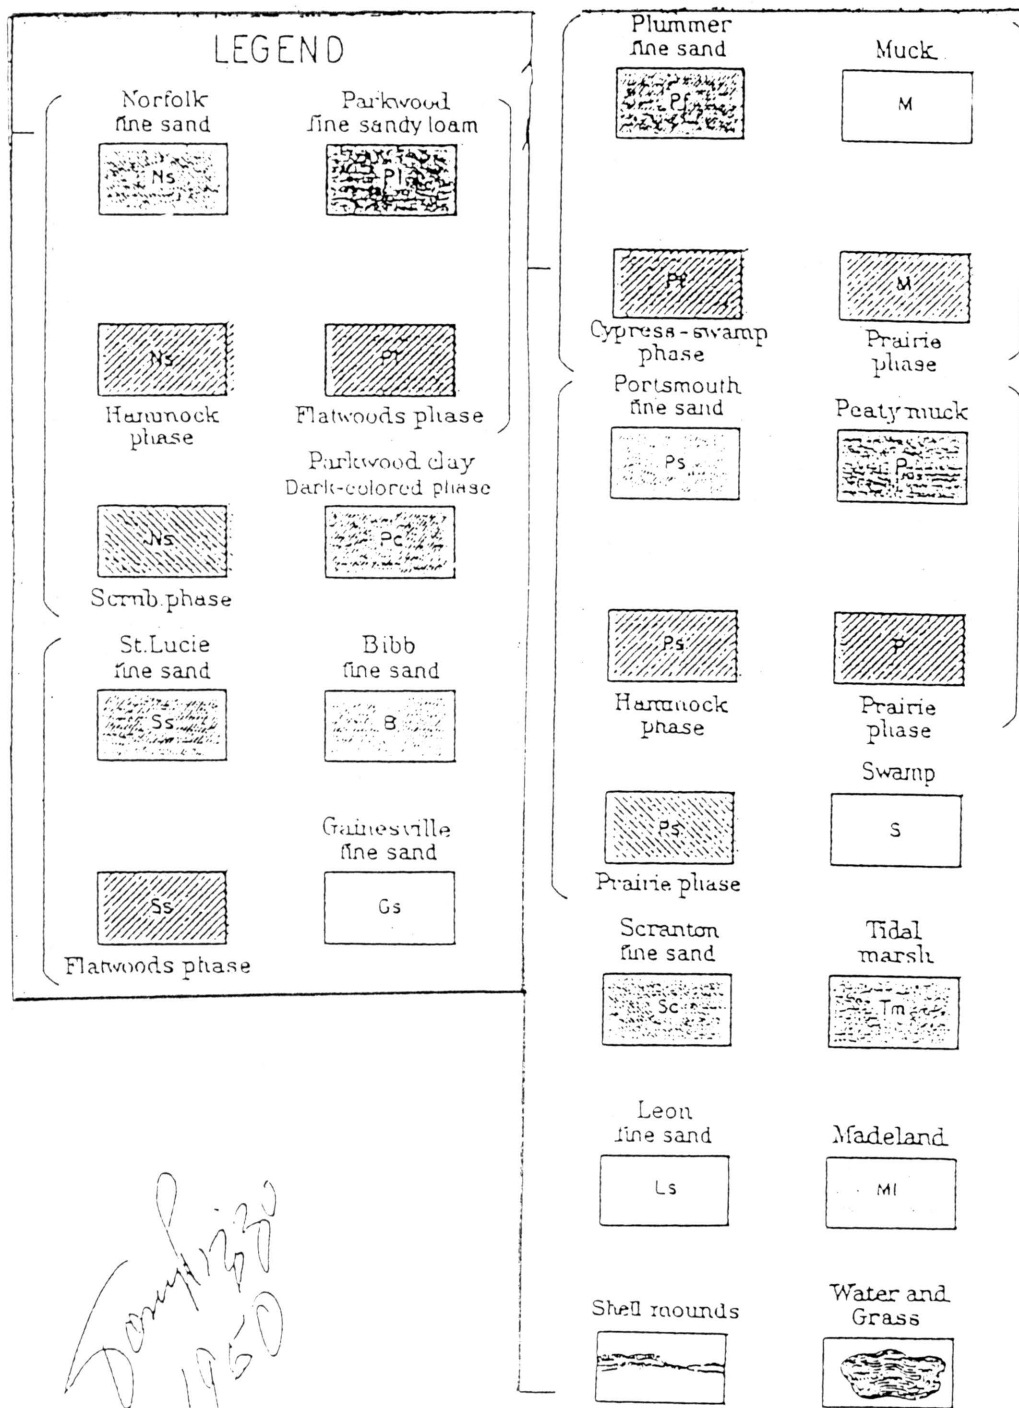 LEGEND
Norfolk
fine sand
Ns
Ns
Hammock
phase
Ns
Scrub phase
Parkwood
fine sandy loam
Pl
Pl
Flatwoods phase
Parkwood clay
Dark-colored phase
Pc
St.Lucie
fine sand
Ss
Ss
Flatwoods phase
Bibb
fine sand
B
Gainesville
fine sand
Gs
Plummer
fine sand
Pf
Pf
Cypress-swamp
phase
Muck
M
M
Prairie
phase
Portsmouth
fine sand
Ps
Ps
Hammock
phase
Ps
Prairie phase
Peaty muck
P
P
Prairie
phase
Swamp
S
Scranton
fine sand
Sc
Tidal
marsh
Tm
Leon
fine sand
Ls
Madeland
Ml
Shell mounds
Water and
Grass
1950